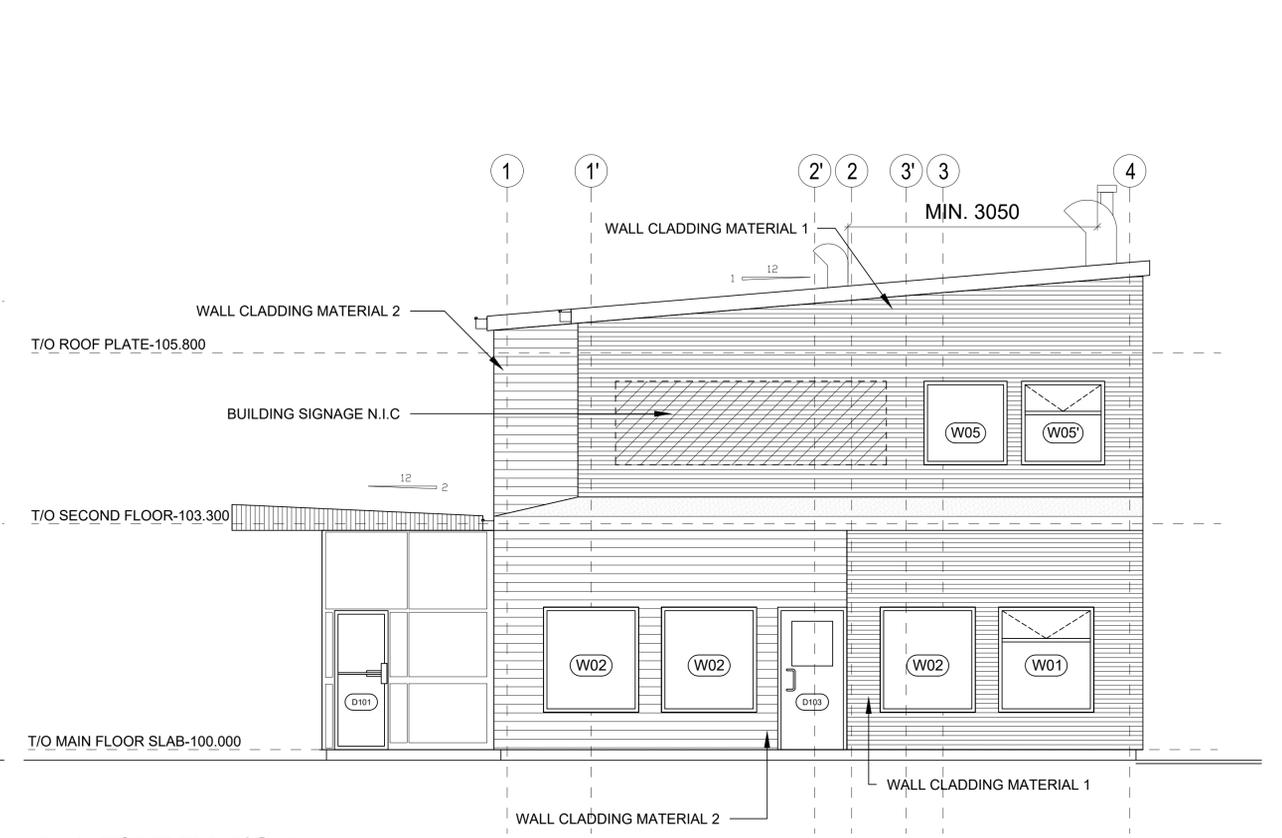 1 1' 2' 2 3' 3 4
MIN. 3050
WALL CLADDING MATERIAL 1
12
1
WALL CLADDING MATERIAL 2
T/O ROOF PLATE-105.800
BUILDING SIGNAGE N.I.C
W05 W05'
12
2
T/O SECOND FLOOR-103.300
W02 W02 W02 W01
D101 D103
T/O MAIN FLOOR SLAB-100.000
WALL CLADDING MATERIAL 1
WALL CLADDING MATERIAL 2